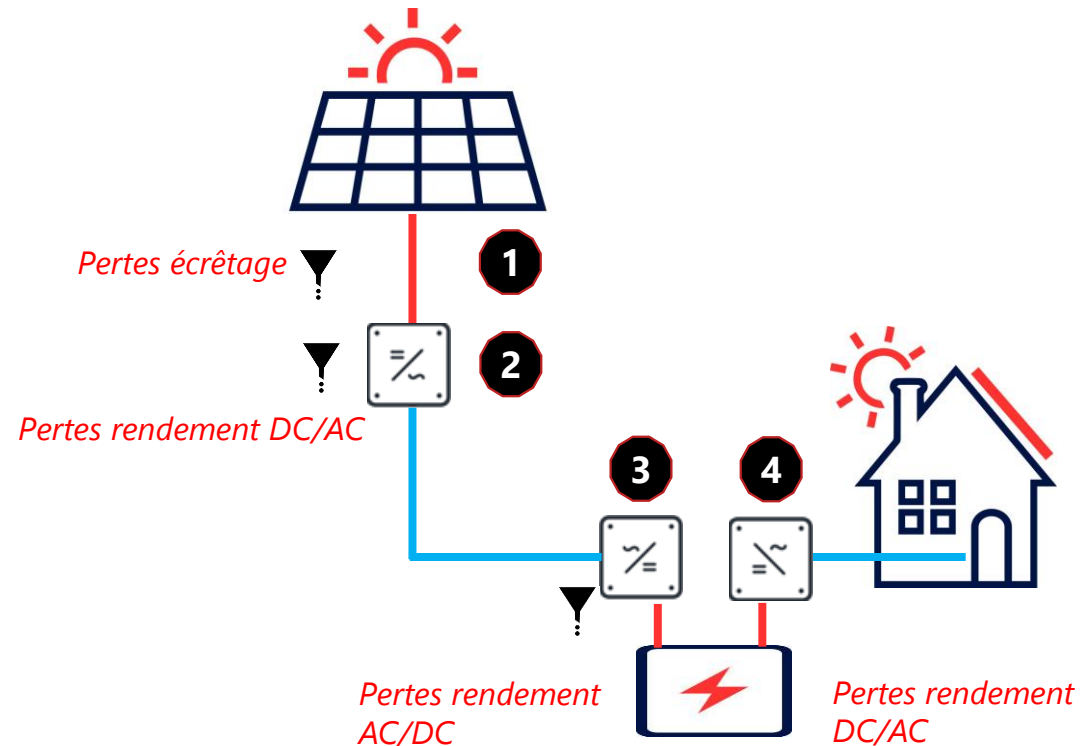 Pertes écrêtage
1
2
Pertes rendement DC/AC
3
4
Pertes rendement
AC/DC
Pertes rendement
DC/AC